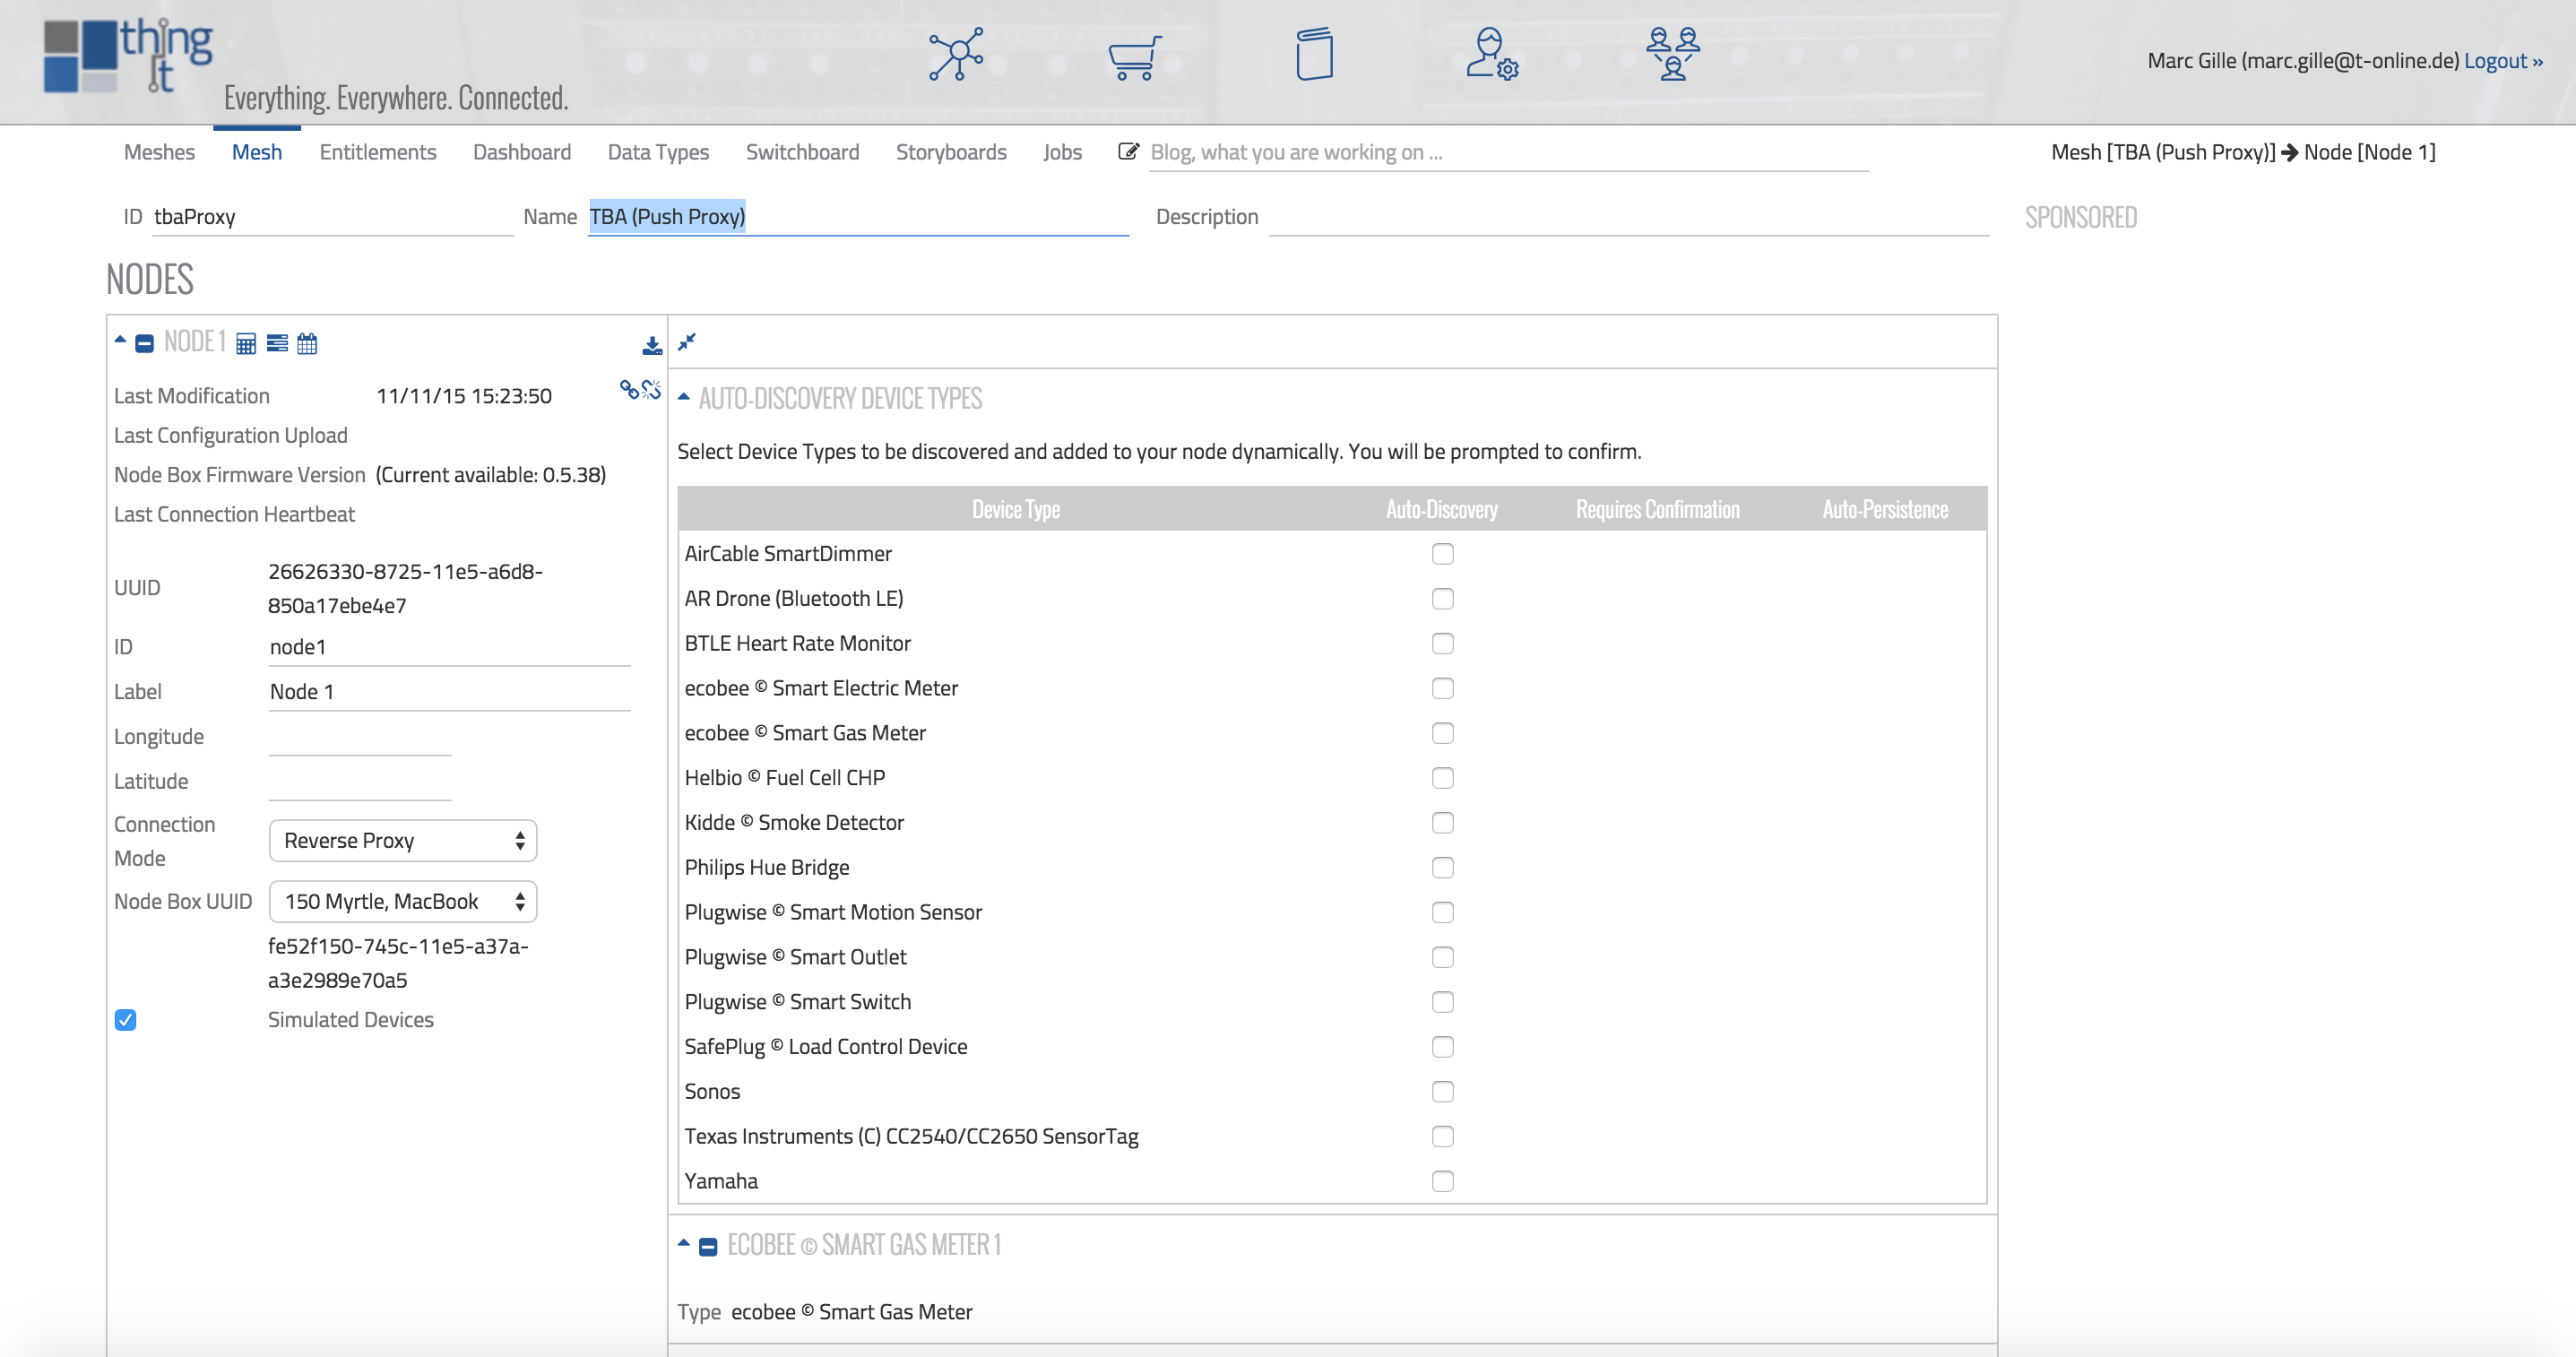 thing it
Everything. Everywhere. Connected.
Marc Gille (marc.gille@t-online.de) Logout »
Meshes Mesh Entitlements Dashboard Data Types Switchboard Storyboards Jobs Blog, what you are working on ... Mesh [TBA (Push Proxy)] → Node [Node 1]
ID tbaProxy Name TBA (Push Proxy) Description SPONSORED
NODES
NODE 1
Last Modification 11/11/15 15:23:50
Last Configuration Upload
Node Box Firmware Version (Current available: 0.5.38)
Last Connection Heartbeat
UUID 26626330-8725-11e5-a6d8-
850a17ebe4e7
ID node1
Label Node 1
Longitude
Latitude
Connection
Mode Reverse Proxy
Node Box UUID 150 Myrtle, MacBook
fe52f150-745c-11e5-a37a-
a3e2989e70a5
Simulated Devices
AUTO-DISCOVERY DEVICE TYPES
Select Device Types to be discovered and added to your node dynamically. You will be prompted to confirm.
Device Type Auto-Discovery Requires Confirmation Auto-Persistence
AirCable SmartDimmer
AR Drone (Bluetooth LE)
BTLE Heart Rate Monitor
ecobee © Smart Electric Meter
ecobee © Smart Gas Meter
Helbio © Fuel Cell CHP
Kidde © Smoke Detector
Philips Hue Bridge
Plugwise © Smart Motion Sensor
Plugwise © Smart Outlet
Plugwise © Smart Switch
SafePlug © Load Control Device
Sonos
Texas Instruments (C) CC2540/CC2650 SensorTag
Yamaha
ECOBEE © SMART GAS METER 1
Type ecobee © Smart Gas Meter